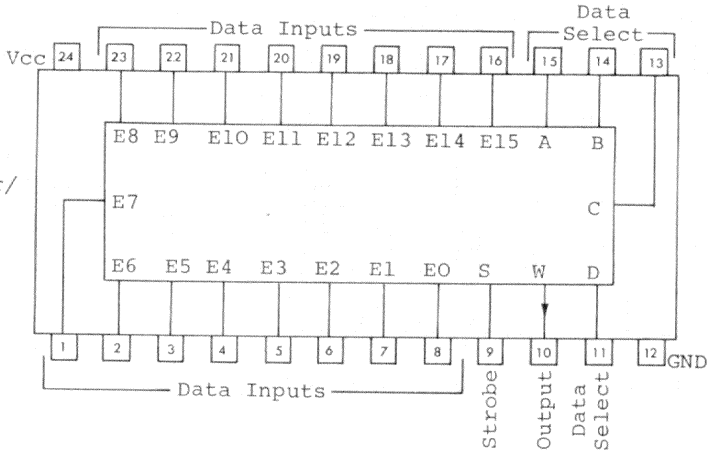 Data Inputs
Data
Select
Vcc 24 23 22 21 20 19 18 17 16 15 14 13
E8 E9 E10 E11 E12 E13 E14 E15 A B
E7
C
E6 E5 E4 E3 E2 E1 E0 S W D
1 2 3 4 5 6 7 8 9 10 11 12 GND
Data Inputs
Strobe
Output
Data
Select